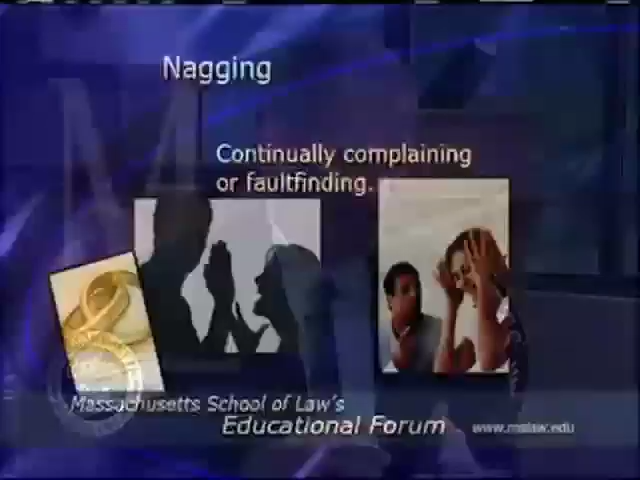 Nagging
Continually complaining
or faultfinding.
Massachusetts School of Law's
Educational Forum
www.mslaw.edu